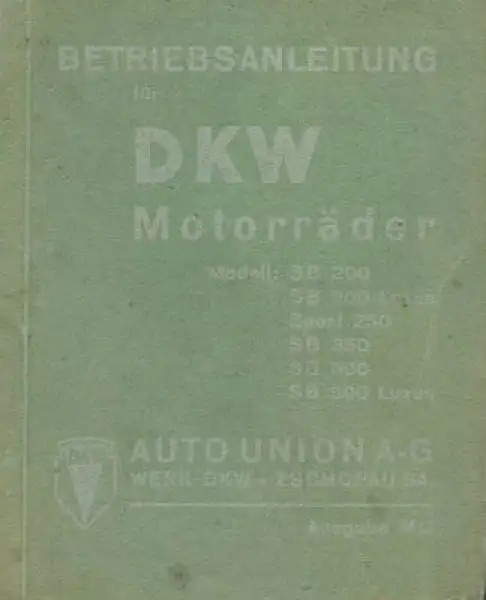 BETRIEBSANLEITUNG
für
DKW
Motorräder
Modell: SB 200
SB 200 Luxus
Sport 250
SB 350
SB 500
SB 500 Luxus
AUTO UNION A-G
WERK DKW - ZSCHOPAU SA
Ausgabe